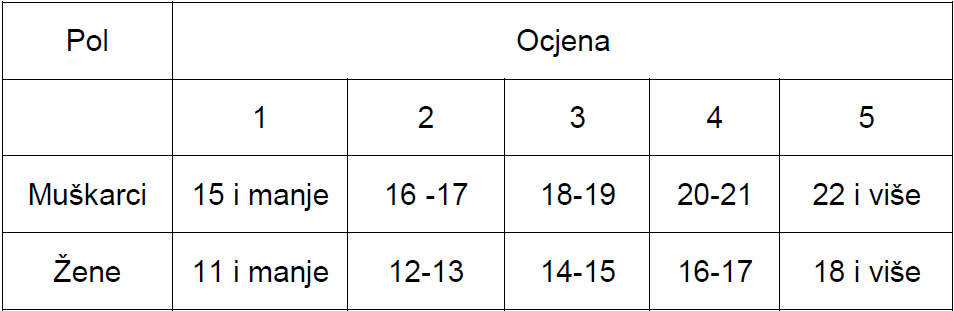 Pol Ocjena
1 2 3 4 5
Muškarci 15 i manje 16 -17 18-19 20-21 22 i više
Žene 11 i manje 12-13 14-15 16-17 18 i više